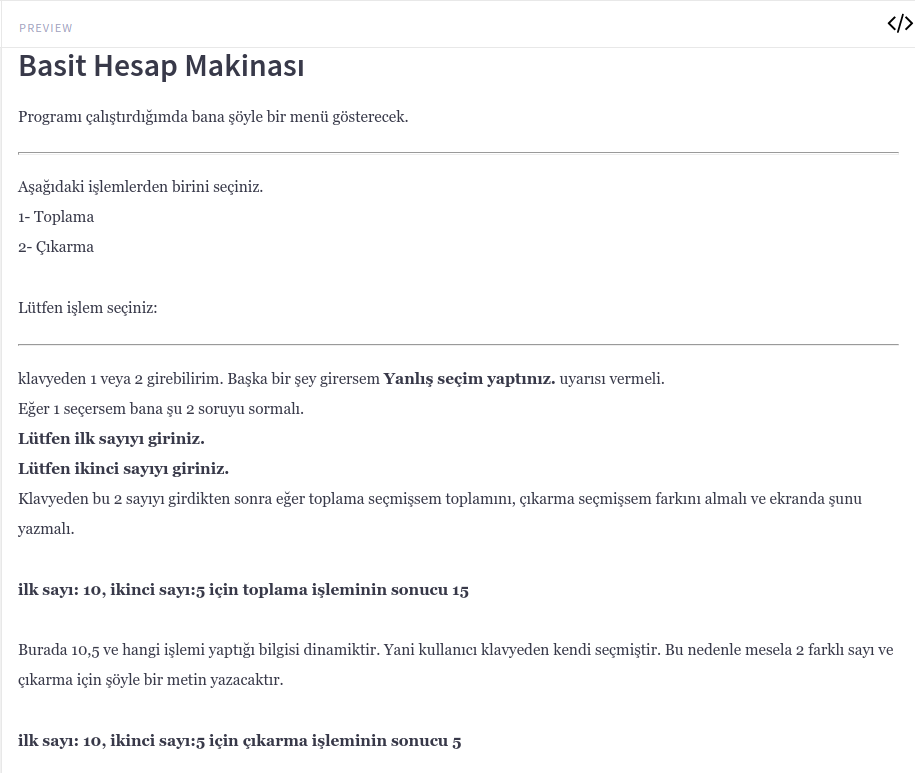 PREVIEW
</>
Basit Hesap Makinası
Programı çalıştırdığımda bana şöyle bir menü gösterecek.
Aşağıdaki işlemlerden birini seçiniz.
1- Toplama
2- Çıkarma
Lütfen işlem seçiniz:
klavyeden 1 veya 2 girebilirim. Başka bir şey girersem Yanlış seçim yaptınız. uyarısı vermeli.
Eğer 1 seçersem bana şu 2 soruyu sormalı.
Lütfen ilk sayıyı giriniz.
Lütfen ikinci sayıyı giriniz.
Klavyeden bu 2 sayıyı girdikten sonra eğer toplama seçmişsem toplamını, çıkarma seçmişsem farkını almalı ve ekranda şunu
yazmalı.
ilk sayı: 10, ikinci sayı:5 için toplama işleminin sonucu 15
Burada 10,5 ve hangi işlemi yaptığı bilgisi dinamiktir. Yani kullanıcı klavyeden kendi seçmiştir. Bu nedenle mesela 2 farklı sayı ve
çıkarma için şöyle bir metin yazacaktır.
ilk sayı: 10, ikinci sayı:5 için çıkarma işleminin sonucu 5